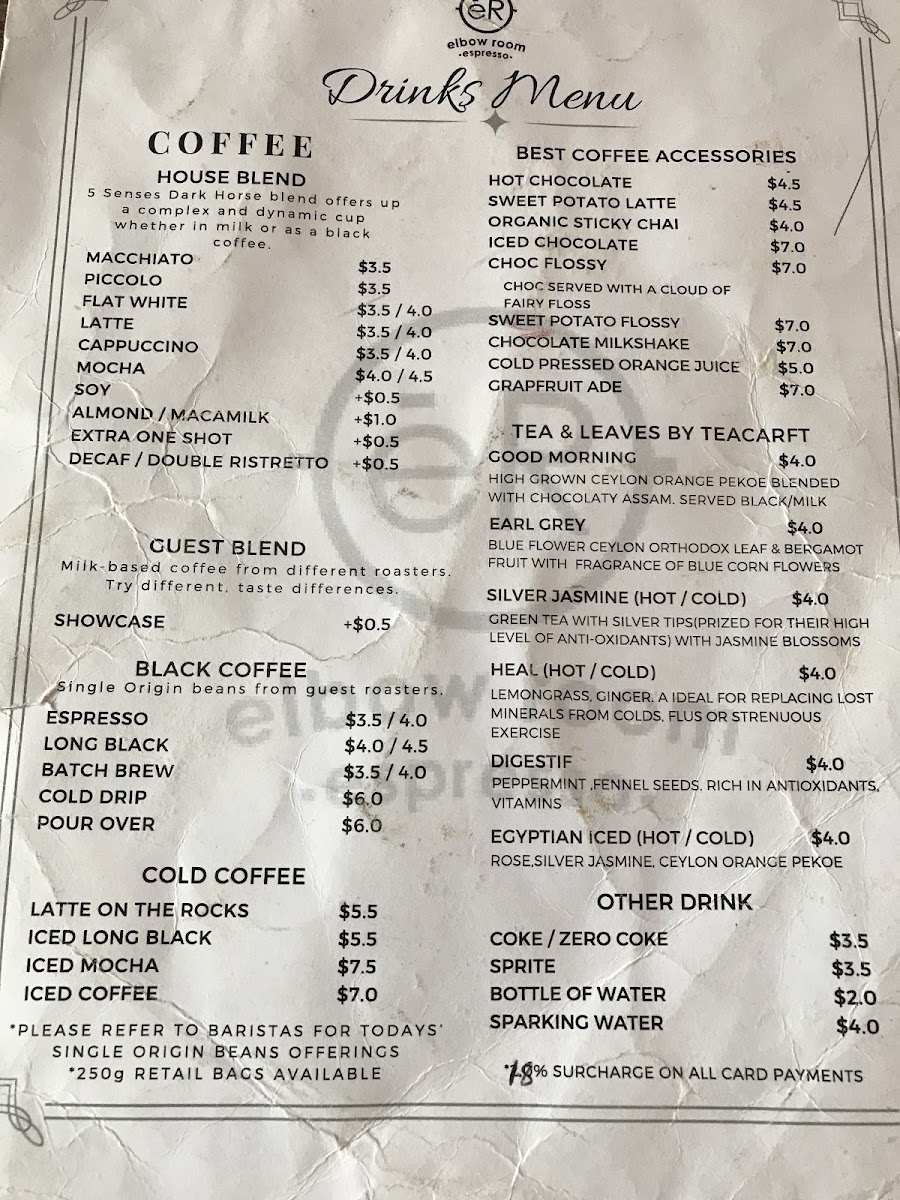 ēR
elbow room
.espresso.
Drinks Menu
COFFEE
HOUSE BLEND
5 Senses Dark Horse blend offers up
a complex and dynamic cup
whether in milk or as a black
coffee.
MACCHIATO $3.5
PICCOLO $3.5
FLAT WHITE $3.5 / 4.0
LATTE $3.5 / 4.0
CAPPUCCINO $3.5 / 4.0
MOCHA $4.0 / 4.5
SOY +$0.5
ALMOND / MACAMILK +$1.0
EXTRA ONE SHOT +$0.5
DECAF / DOUBLE RISTRETTO +$0.5
GUEST BLEND
Milk-based coffee from different roasters.
Try different, taste differences.
SHOWCASE +$0.5
BLACK COFFEE
Single Origin beans from guest roasters.
ESPRESSO $3.5 / 4.0
LONG BLACK $4.0 / 4.5
BATCH BREW $3.5 / 4.0
COLD DRIP $6.0
POUR OVER $6.0
COLD COFFEE
LATTE ON THE ROCKS $5.5
ICED LONG BLACK $5.5
ICED MOCHA $7.5
ICED COFFEE $7.0
*PLEASE REFER TO BARISTAS FOR TODAYS'
SINGLE ORIGIN BEANS OFFERINGS
*250g RETAIL BAGS AVAILABLE
BEST COFFEE ACCESSORIES
HOT CHOCOLATE $4.5
SWEET POTATO LATTE $4.5
ORGANIC STICKY CHAI $4.0
ICED CHOCOLATE $7.0
CHOC FLOSSY $7.0
CHOC SERVED WITH A CLOUD OF
FAIRY FLOSS
SWEET POTATO FLOSSY $7.0
CHOCOLATE MILKSHAKE $7.0
COLD PRESSED ORANGE JUICE $5.0
GRAPFRUIT ADE $7.0
TEA & LEAVES BY TEACARFT
GOOD MORNING $4.0
HIGH GROWN CEYLON ORANGE PEKOE BLENDED
WITH CHOCOLATY ASSAM. SERVED BLACK/MILK
EARL GREY $4.0
BLUE FLOWER CEYLON ORTHODOX LEAF & BERGAMOT
FRUIT WITH FRAGRANCE OF BLUE CORN FLOWERS
SILVER JASMINE (HOT / COLD) $4.0
GREEN TEA WITH SILVER TIPS(PRIZED FOR THEIR HIGH
LEVEL OF ANTI-OXIDANTS) WITH JASMINE BLOSSOMS
HEAL (HOT / COLD) $4.0
LEMONGRASS, GINGER. A IDEAL FOR REPLACING LOST
MINERALS FROM COLDS, FLUS OR STRENUOUS
EXERCISE
DIGESTIF $4.0
PEPPERMINT ,FENNEL SEEDS. RICH IN ANTIOXIDANTS,
VITAMINS
EGYPTIAN ICED (HOT / COLD) $4.0
ROSE,SILVER JASMINE, CEYLON ORANGE PEKOE
OTHER DRINK
COKE / ZERO COKE $3.5
SPRITE $3.5
BOTTLE OF WATER $2.0
SPARKING WATER $4.0
% SURCHARGE ON ALL CARD PAYMENTS
ēR
elbow room
.espresso.